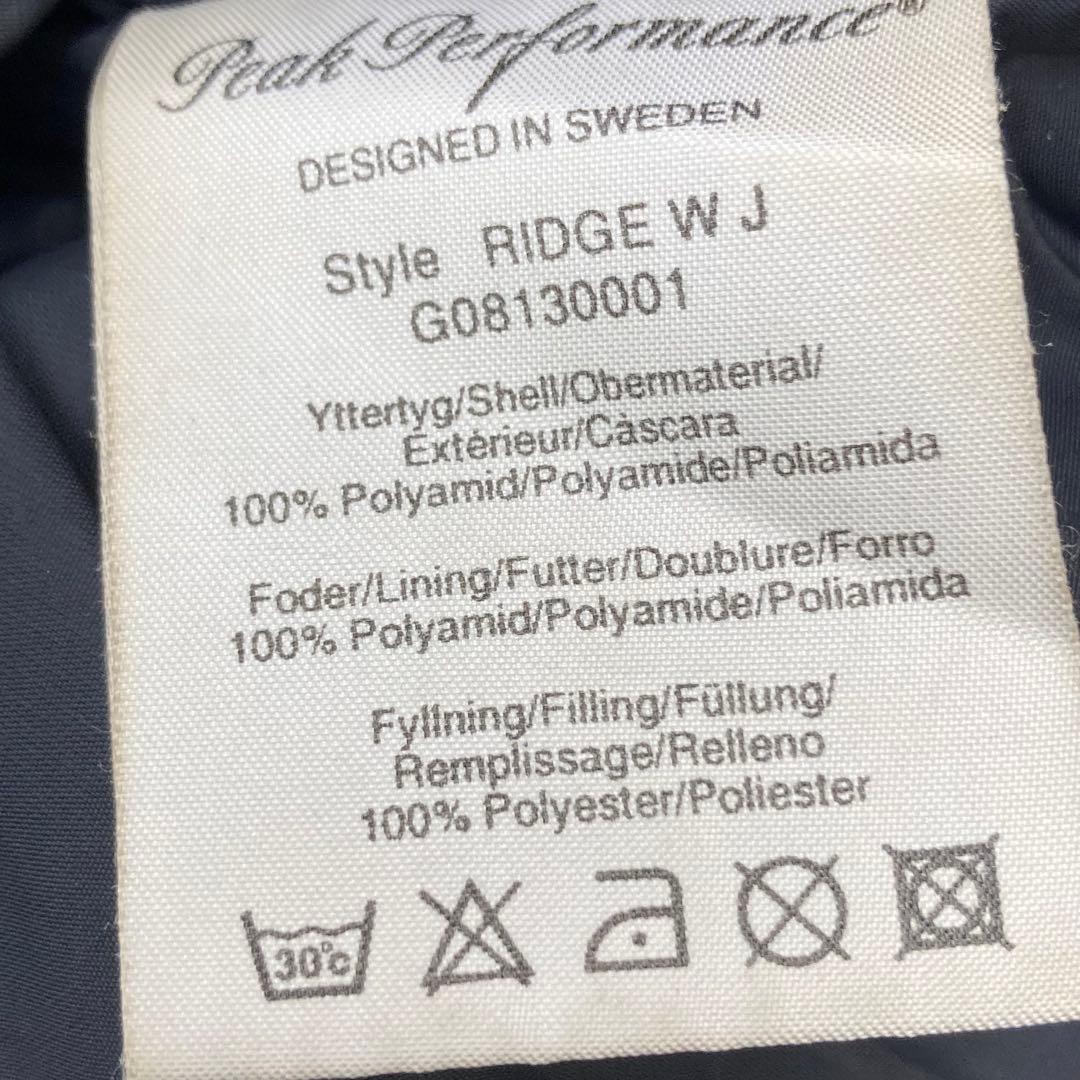 Peak Performance®
DESIGNED IN SWEDEN
Style RIDGE W J
G08130001
Yttertyg/Shell/Obermaterial/
Extèrieur/Càscara
100% Polyamid/Polyamide/Poliamida
Foder/Lining/Futter/Doublure/Forro
100% Polyamid/Polyamide/Poliamida
Fyllning/Filling/Füllung/
Remplissage/Relleno
100% Polyester/Poliester
30°c